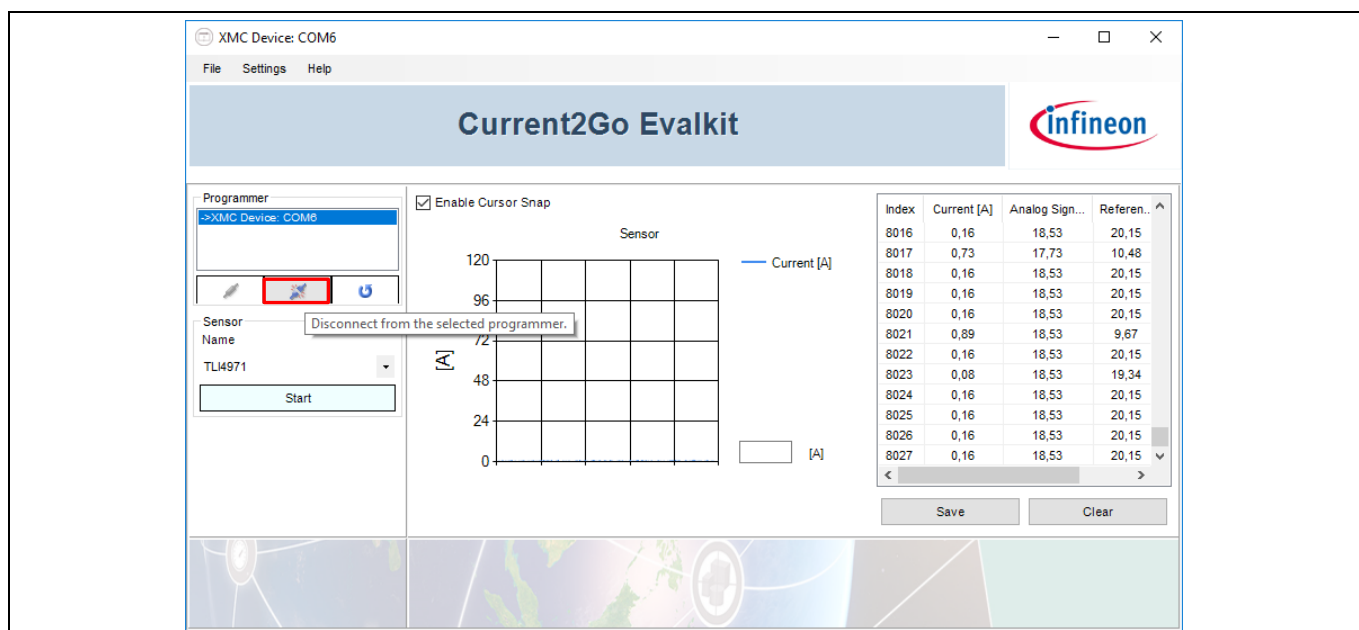 XMC Device: COM6
File Settings Help
Current2Go Evalkit
infineon
Programmer
->XMC Device: COM6
Sensor
Name
TLI4971
Start
Disconnect from the selected programmer.
Enable Cursor Snap
Sensor
Current [A]
120
96
72
48
24
0
[A]
[A]
Index Current [A] Analog Sign... Referen..
8016 0,16 18,53 20,15
8017 0,73 17,73 10,48
8018 0,16 18,53 20,15
8019 0,16 18,53 20,15
8020 0,16 18,53 20,15
8021 0,89 18,53 9,67
8022 0,16 18,53 20,15
8023 0,08 18,53 19,34
8024 0,16 18,53 20,15
8025 0,16 18,53 20,15
8026 0,16 18,53 20,15
8027 0,16 18,53 20,15
Save Clear